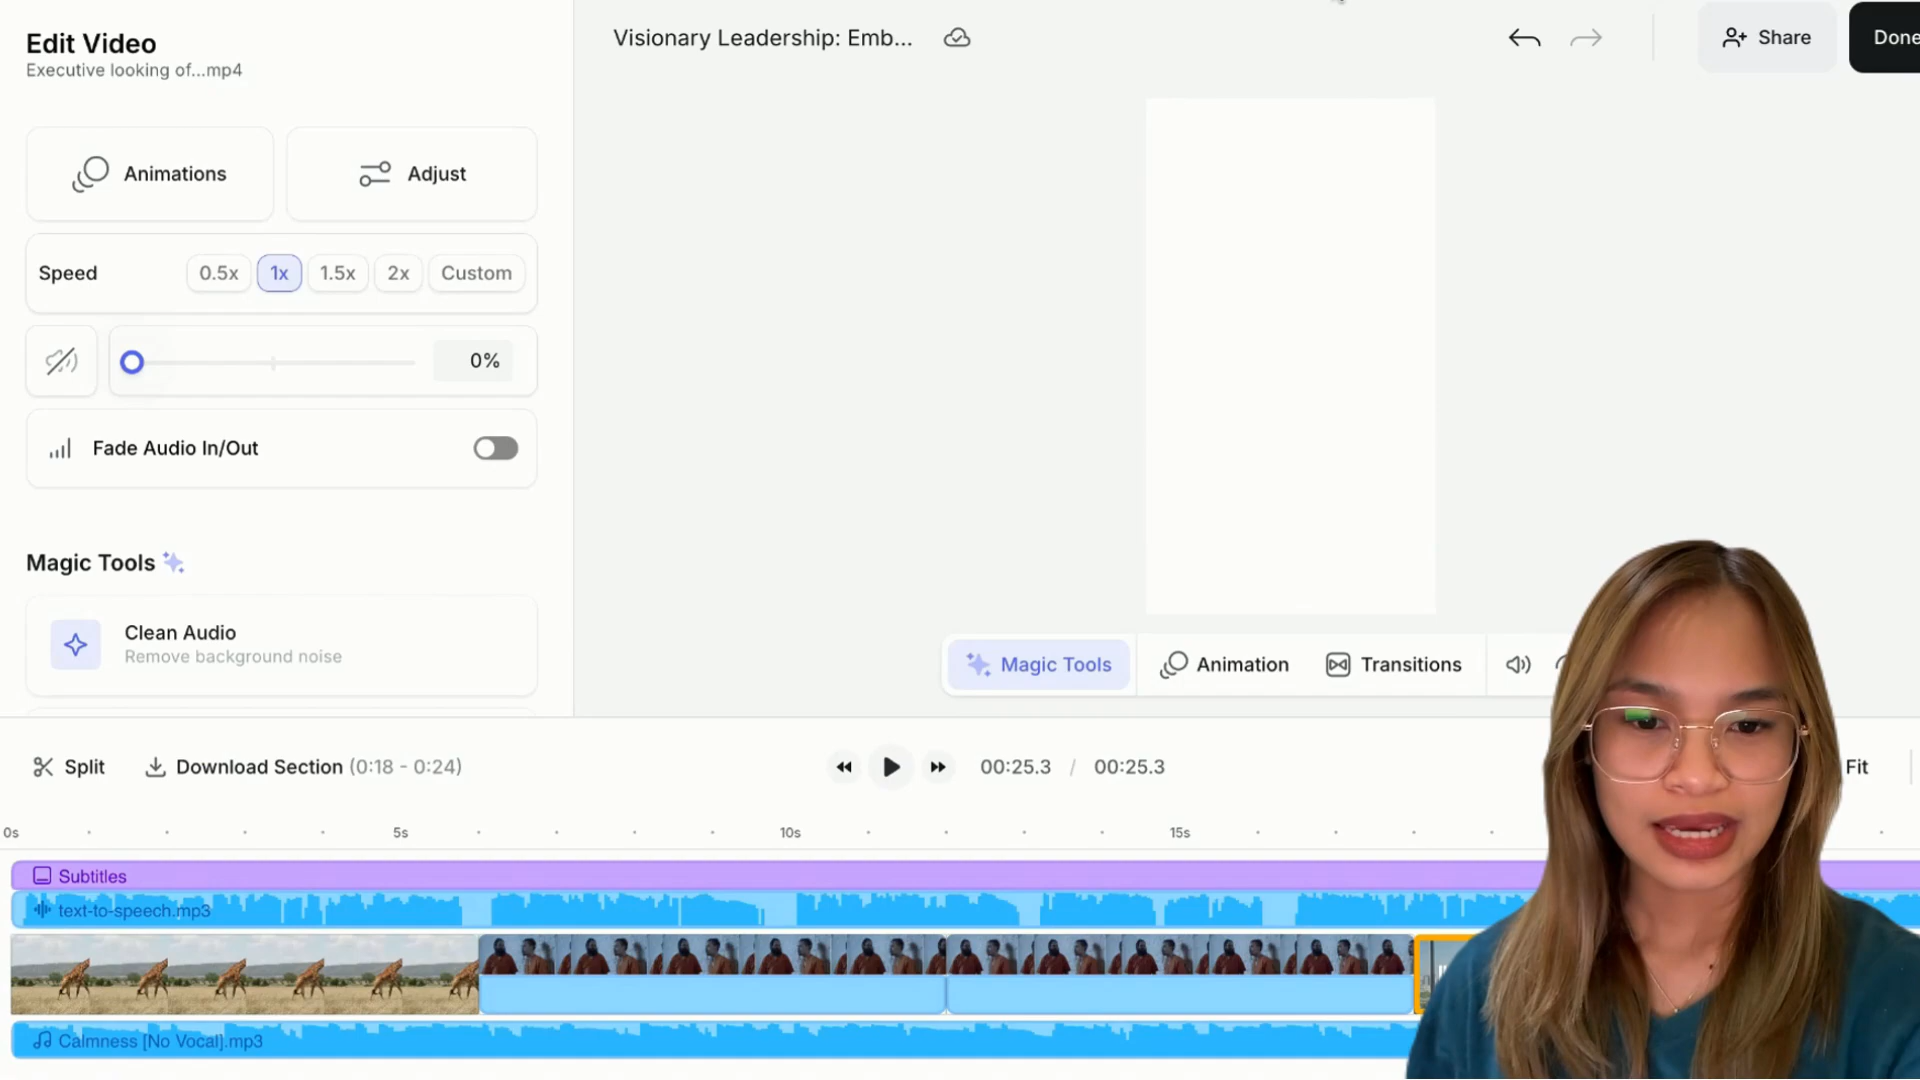 Edit Video
Executive looking of...mp4
Visionary Leadership: Emb...
Share
Done
Animations
Adjust
Speed
0.5x
1x
1.5x
2x
Custom
0%
Fade Audio In/Out
Magic Tools
Clean Audio
Remove background noise
Magic Tools
Animation
Transitions
Split
Download Section (0:18 - 0:24)
00:25.3 / 00:25.3
Fit
0s
5s
10s
15s
Subtitles
text-to-speech.mp3
Calmness [No Vocal].mp3